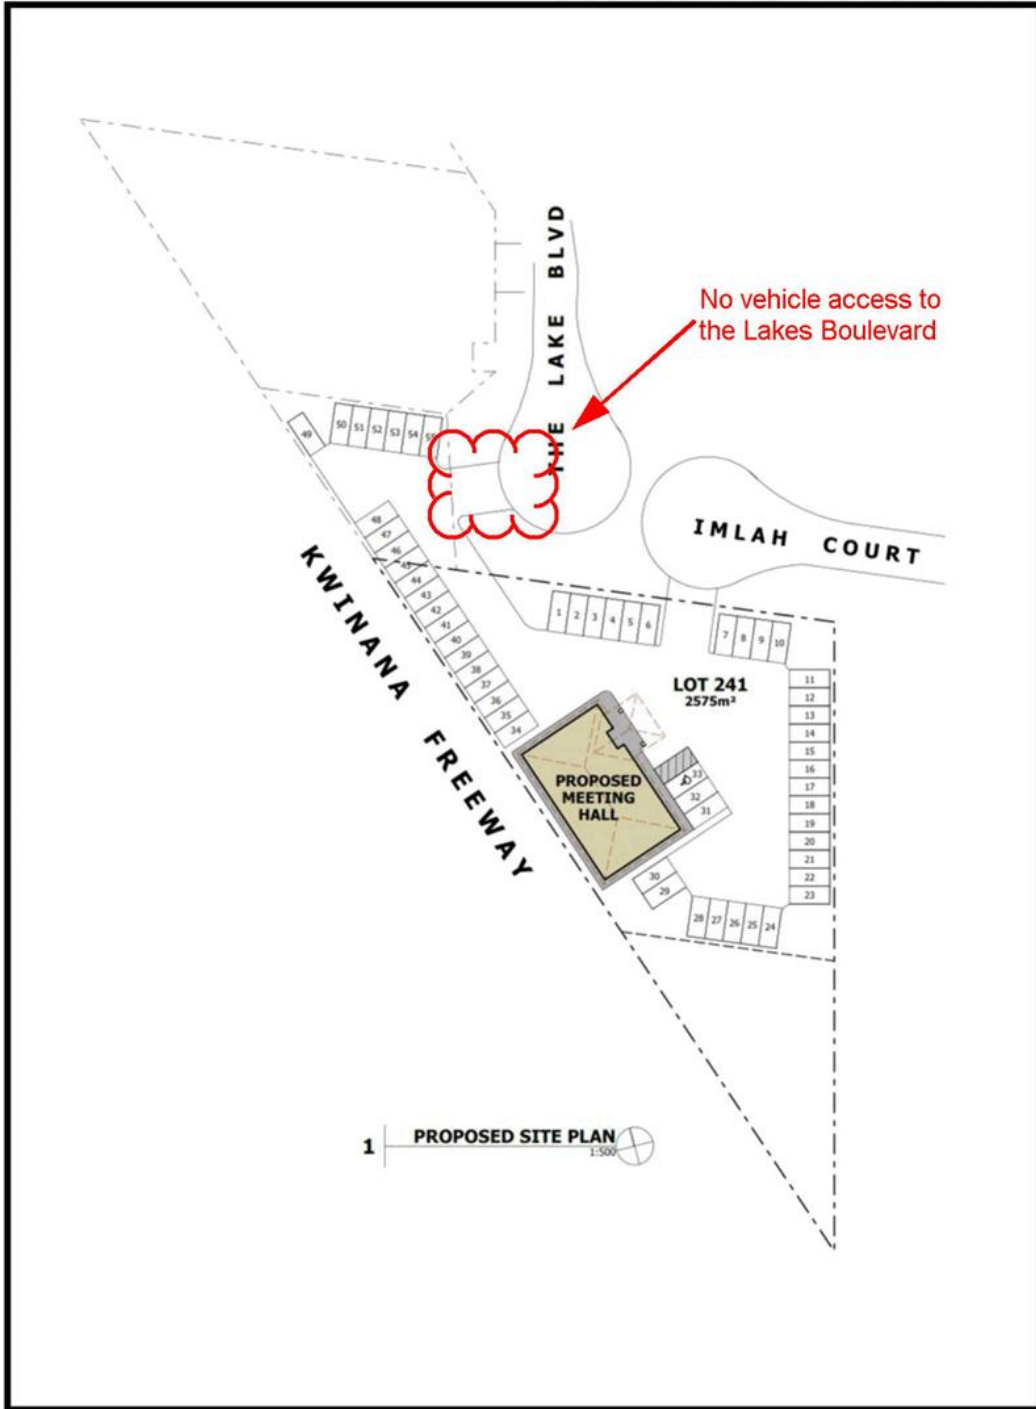 THE LAKE BLVD
No vehicle access to
the Lakes Boulevard
IMLAH COURT
KWINANA FREEWAY
49
50 51 52 53 54 55
48
47
46
45
44
43
42
41
40
39
38
37
36
35
34
1 2 3 4 5 6
7 8 9 10
LOT 241
2575m²
11
12
13
14
15
16
17
18
19
20
21
22
23
PROPOSED
MEETING
HALL
33
32
31
30
29
28 27 26 25 24
1
PROPOSED SITE PLAN
1:500